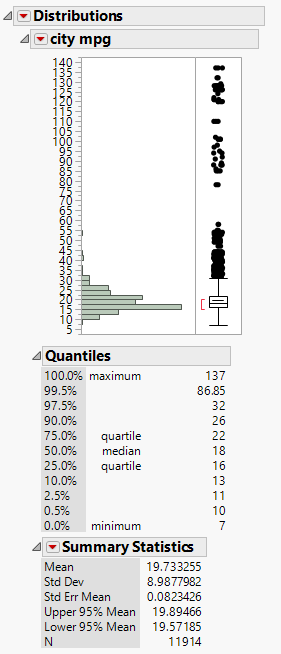 Distributions
city mpg
140
135
130
125
120
115
110
105
100
95
90
85
80
75
70
65
60
55
50
45
40
35
30
25
20
15
10
5
Quantiles
100.0% maximum 137
99.5% 86.85
97.5% 32
90.0% 26
75.0% quartile 22
50.0% median 18
25.0% quartile 16
10.0% 13
2.5% 11
0.5% 10
0.0% minimum 7
Summary Statistics
Mean 19.733255
Std Dev 8.9877982
Std Err Mean 0.0823426
Upper 95% Mean 19.89466
Lower 95% Mean 19.57185
N 11914